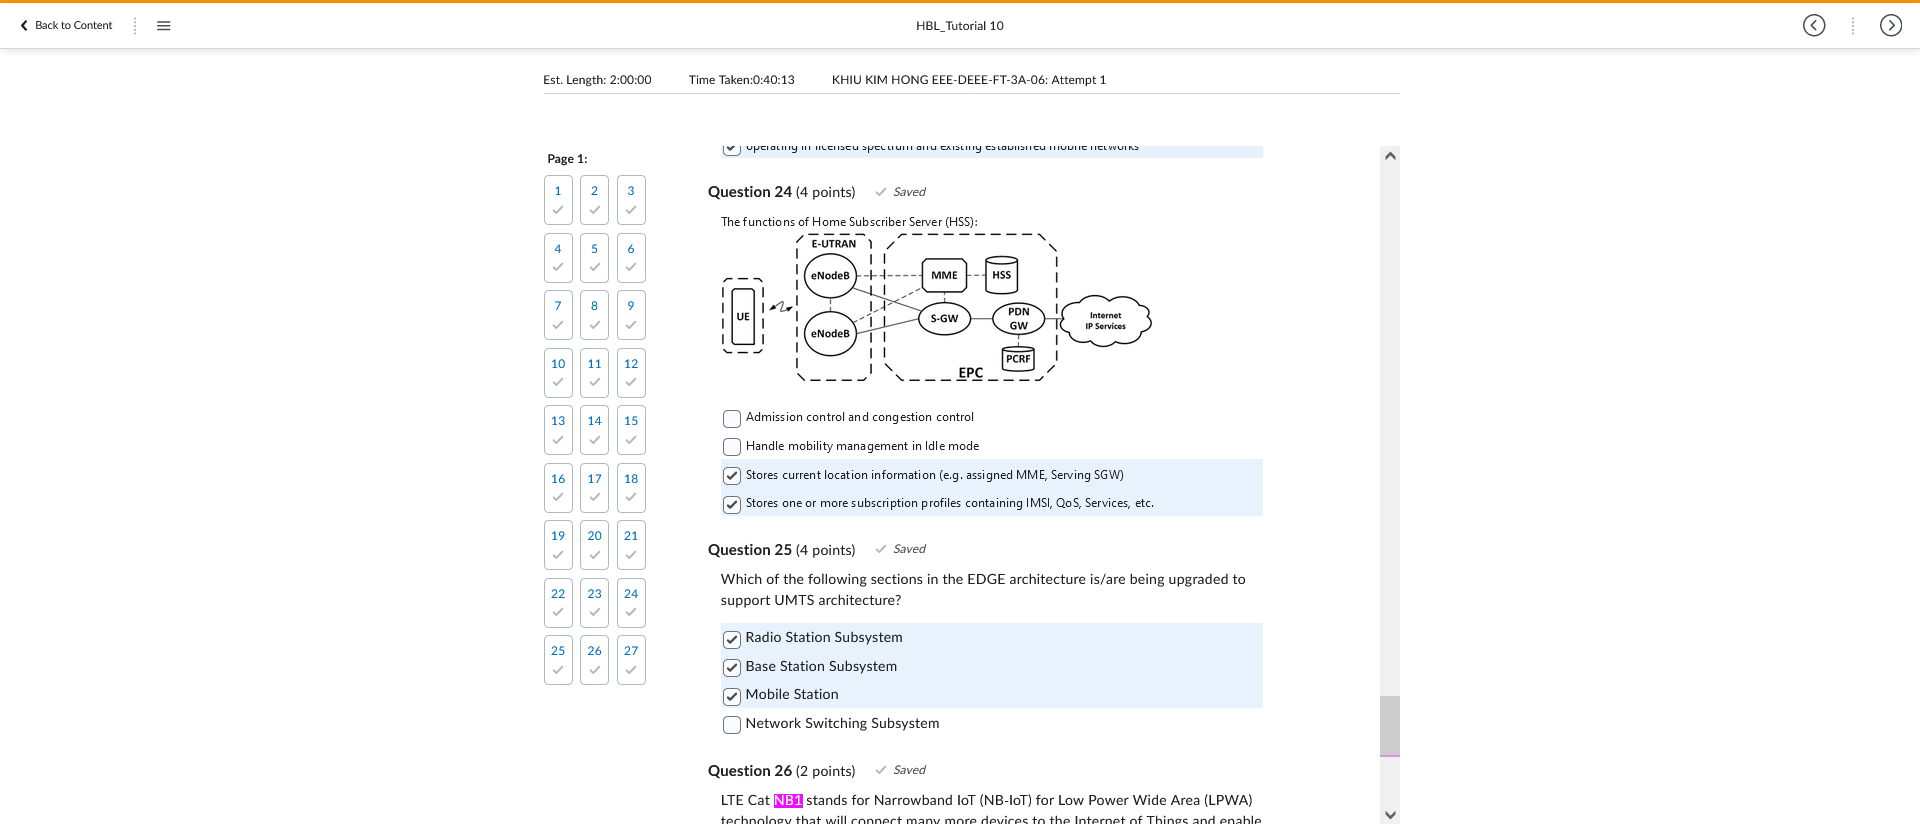 Back to Content
HBL_Tutorial 10
Est. Length: 2:00:00 Time Taken:0:40:13 KHIU KIM HONG EEE-DEEE-FT-3A-06: Attempt 1
Page 1:
1 2 3
4 5 6
7 8 9
10 11 12
13 14 15
16 17 18
19 20 21
22 23 24
25 26 27
operating in licensed spectrum and existing established mobile networks
Question 24 (4 points) Saved
The functions of Home Subscriber Server (HSS):
E-UTRAN
eNodeB
MME
HSS
UE
eNodeB
S-GW
PDN
GW
Internet
IP Services
PCRF
EPC
Admission control and congestion control
Handle mobility management in Idle mode
Stores current location information (e.g. assigned MME, Serving SGW)
Stores one or more subscription profiles containing IMSI, QoS, Services, etc.
Question 25 (4 points) Saved
Which of the following sections in the EDGE architecture is/are being upgraded to
support UMTS architecture?
Radio Station Subsystem
Base Station Subsystem
Mobile Station
Network Switching Subsystem
Question 26 (2 points) Saved
LTE Cat NB1 stands for Narrowband IoT (NB-IoT) for Low Power Wide Area (LPWA)
technology that will connect many more devices to the Internet of Things and enable